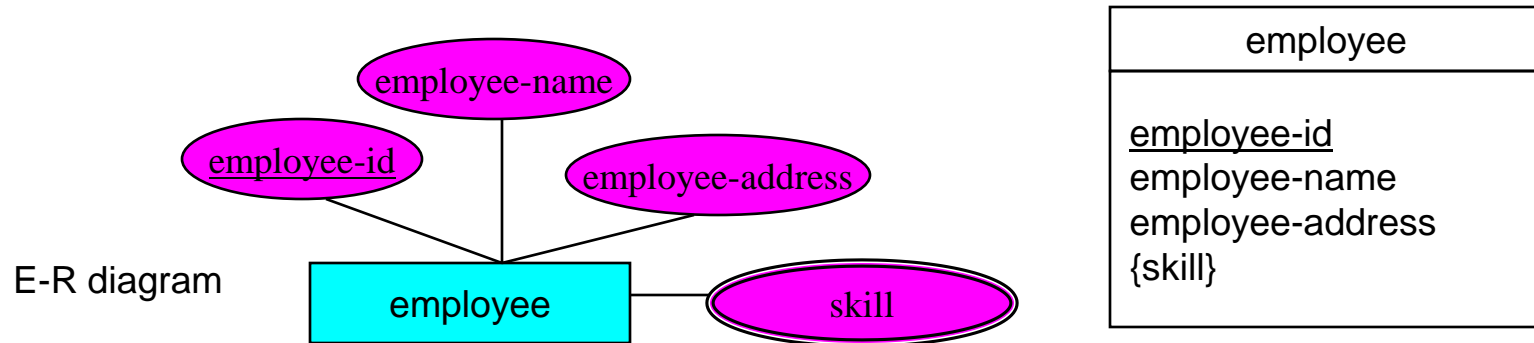 employee-name
employee-id
employee-address
E-R diagram
employee
skill
employee
employee-id
employee-name
employee-address
{skill}